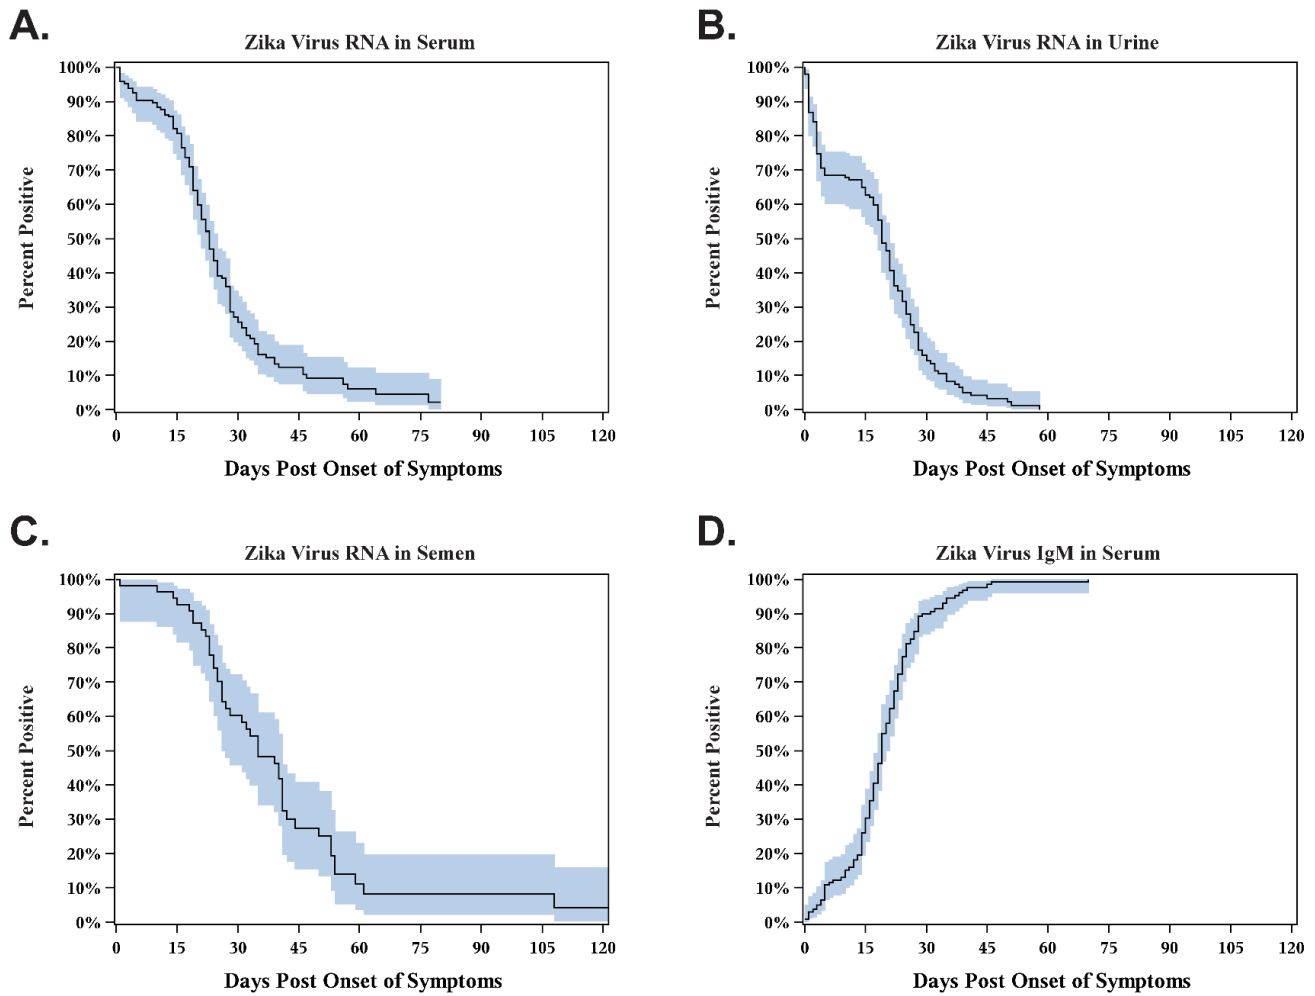 A.
Zika Virus RNA in Serum
Percent Positive
100%
90%
80%
70%
60%
50%
40%
30%
20%
10%
0%
0 15 30 45 60 75 90 105 120
Days Post Onset of Symptoms
B.
Zika Virus RNA in Urine
Percent Positive
100%
90%
80%
70%
60%
50%
40%
30%
20%
10%
0%
0 15 30 45 60 75 90 105 120
Days Post Onset of Symptoms
C.
Zika Virus RNA in Semen
Percent Positive
100%
90%
80%
70%
60%
50%
40%
30%
20%
10%
0%
0 15 30 45 60 75 90 105 120
Days Post Onset of Symptoms
D.
Zika Virus IgM in Serum
Percent Positive
100%
90%
80%
70%
60%
50%
40%
30%
20%
10%
0%
0 15 30 45 60 75 90 105 120
Days Post Onset of Symptoms